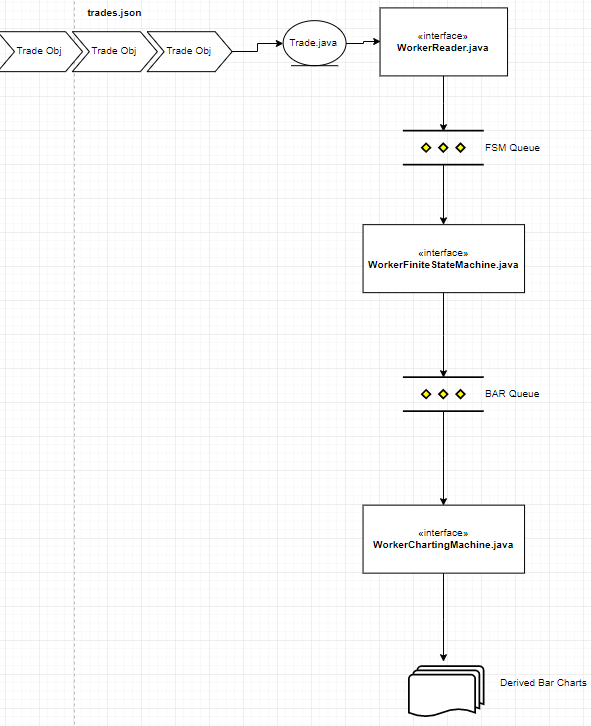 trades.json
Trade Obj
Trade Obj
Trade Obj
Trade.java
«interface»
WorkerReader.java
FSM Queue
«interface»
WorkerFiniteStateMachine.java
BAR Queue
«interface»
WorkerChartingMachine.java
Derived Bar Charts